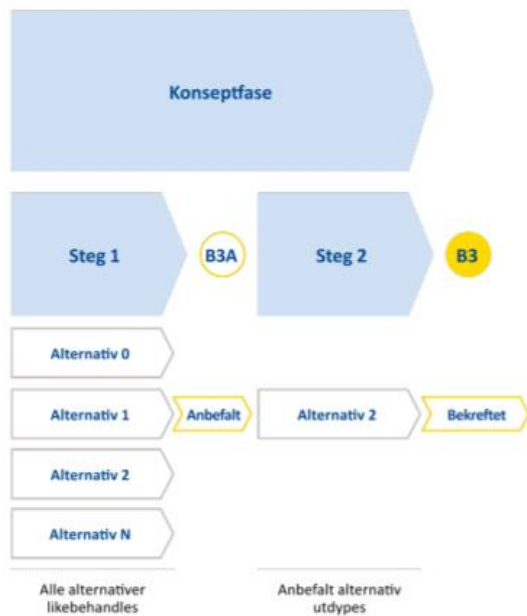 Konseptfase
Steg 1
B3A
Steg 2
B3
Alternativ 0
Alternativ 1
Anbefalt
Alternativ 2
Bekreftet
Alternativ 2
Alternativ N
Alle alternativer
likebehandles
Anbefalt alternativ
utdypes